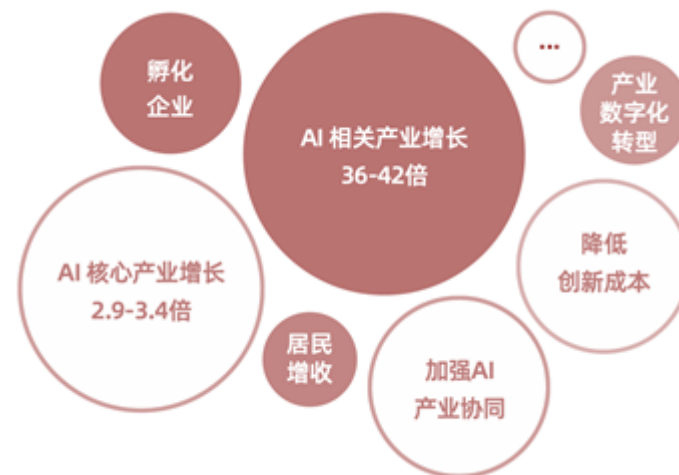 孵化
企业
AI 相关产业增长
36-42倍
...
产业
数字化
转型
AI 核心产业增长
2.9-3.4倍
降低
创新成本
居民
增收
加强AI
产业协同